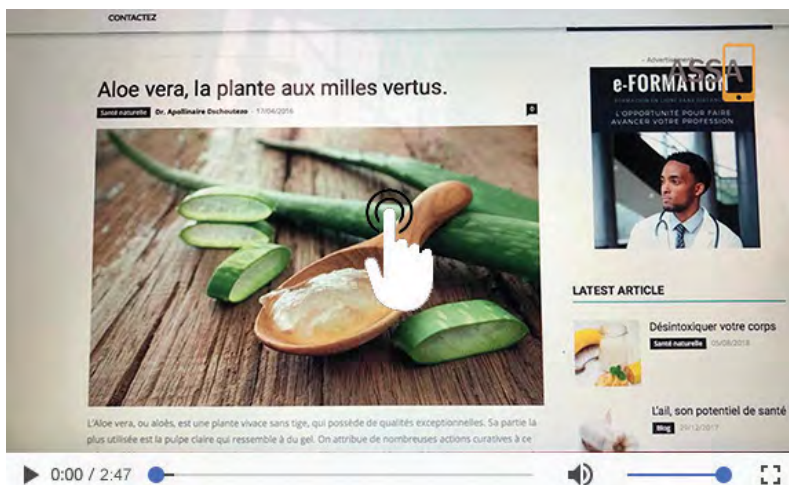 CONTACTEZ
Aloe vera, la plante aux milles vertus.
Santé naturelle Dr. Apollinaire Dschouteze - 17/04/2016 0
L'Aloe vera, ou aloès, est une plante vivace sans tige, qui possède de qualités exceptionnelles. Sa partie la
plus utilisée est la pulpe claire qui ressemble à du gel. On attribue de nombreuses actions curatives à ce
- Advertisement -
ASSA
e-FORMATION
L'OPPORTUNITÉ POUR FAIRE
AVANCER VOTRE PROFESSION
LATEST ARTICLE
Désintoxiquer votre corps
Santé naturelle 05/08/2018
L'ail, son potentiel de santé
Blog 29/12/2017
0:00 / 2:47